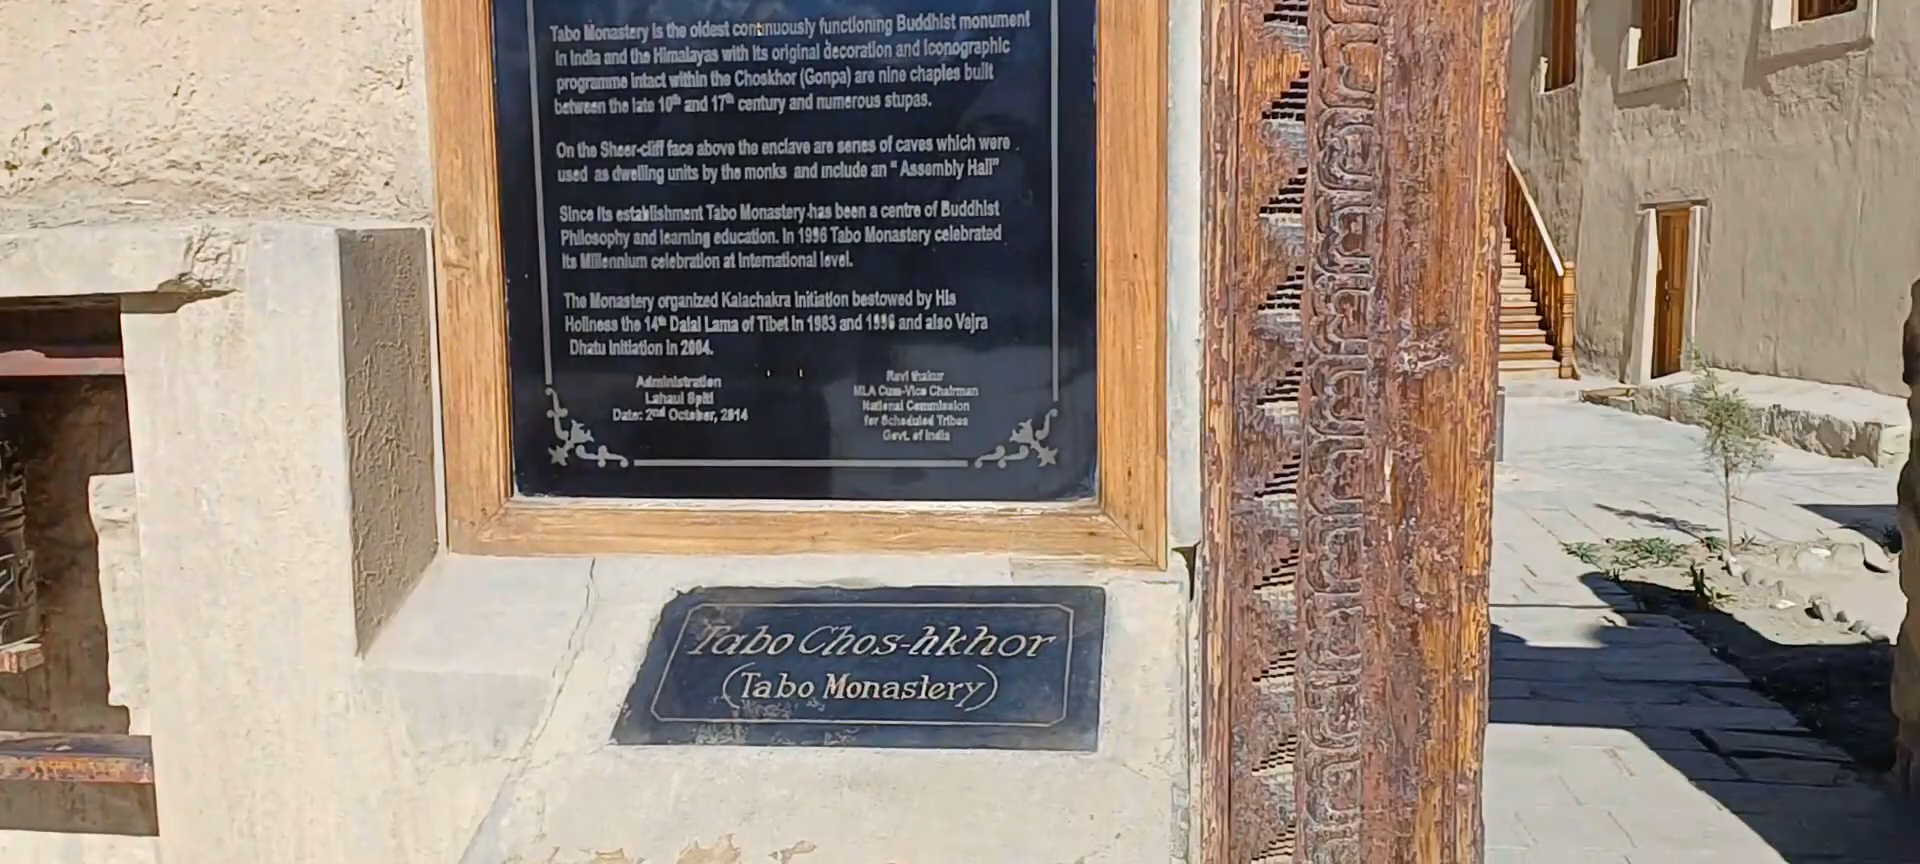 Tabo Monastery is the oldest continuously functioning Buddhist monument
in India and the Himalayas with its original decoration and iconographic
programme intact within the Choskhor (Gonpa) are nine chaples built
between the late 10th and 17th century and numerous stupas.
On the Sheer-cliff face above the enclave are series of caves which were
used as dwelling units by the monks and include an " Assembly Hall"
Since its establishment Tabo Monastery has been a centre of Buddhist
Philosophy and learning education. In 1996 Tabo Monastery celebrated
its Millennium celebration at International level.
The Monastery organized Kalachakra Initiation bestowed by His
Holiness the 14th Dalai Lama of Tibet in 1983 and 1996 and also Vajra
Dhatu Initiation in 2004.
Administration
Lahaul Spiti
Date: 2nd October, 2014
Ravi thakur
MLA Cum-Vice Chairman
National Commission
for Scheduled Tribes
Govt. of India
Tabo Chos-hkhor
(Tabo Monastery)